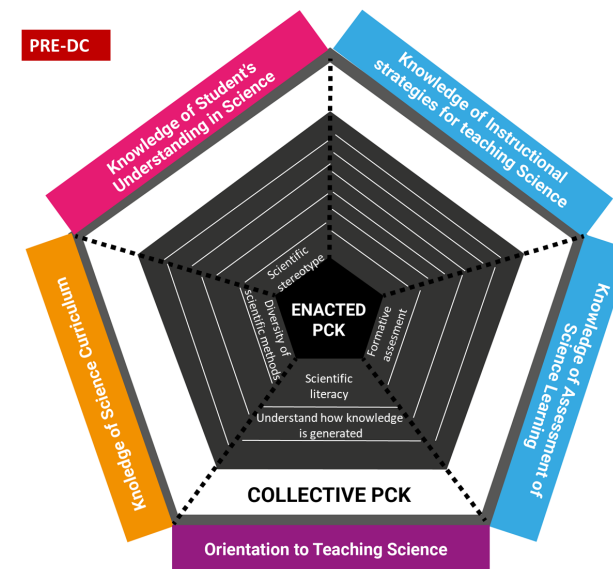 PRE-DC
Knowledge of Student's
Understanding in Science
Knowledge of Instructional
strategies for teaching Science
Scientific
stereotype
ENACTED
PCK
Diversity of
scientific methods
Formative
assesment
Scientific
literacy
Understand how knowledge
is generated
Knoledge of Science Curriculum
Knowledge of Assessment of
Science Learning
COLLECTIVE PCK
Orientation to Teaching Science